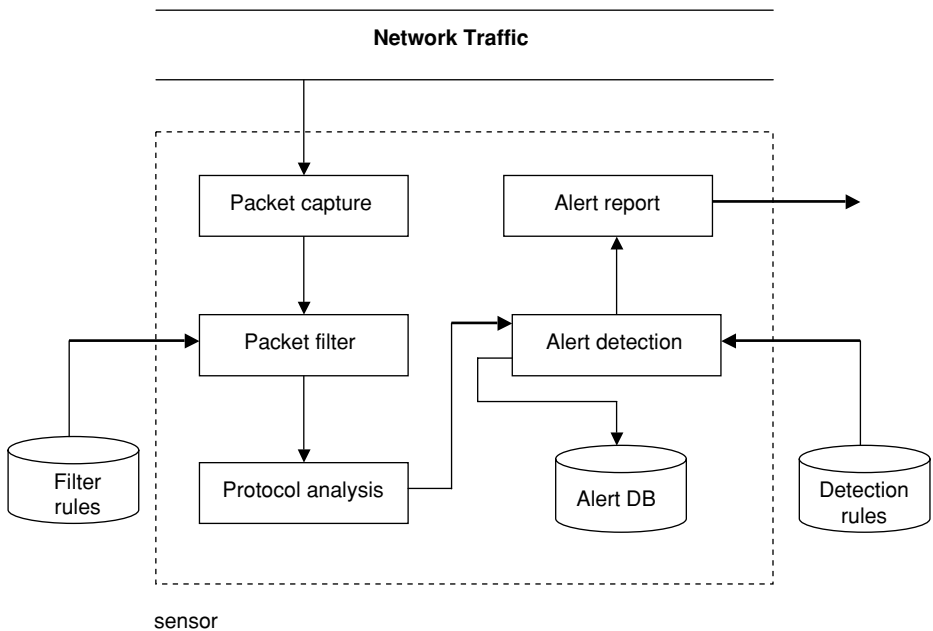 Network Traffic
Packet capture
Alert report
Packet filter
Alert detection
Filter
rules
Protocol analysis
Alert DB
Detection
rules
sensor